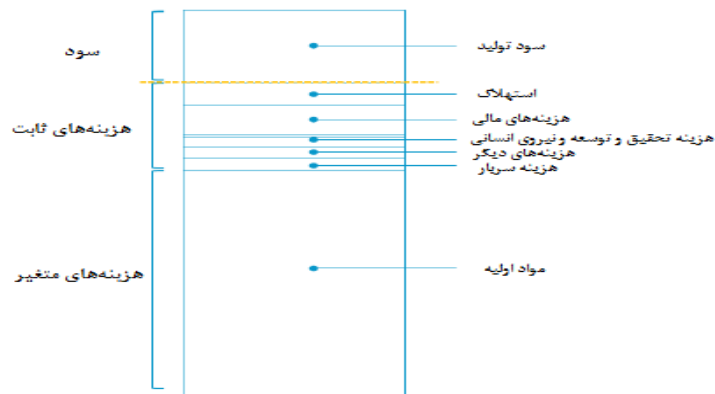 سود تولید
سود
استهلاک
هزینه‌های مالی
هزینه‌های ثابت
هزینه تحقیق و توسعه و نیروی انسانی
هزینه‌های دیگر
هزینه سربار
مواد اولیه
هزینه‌های متغیر